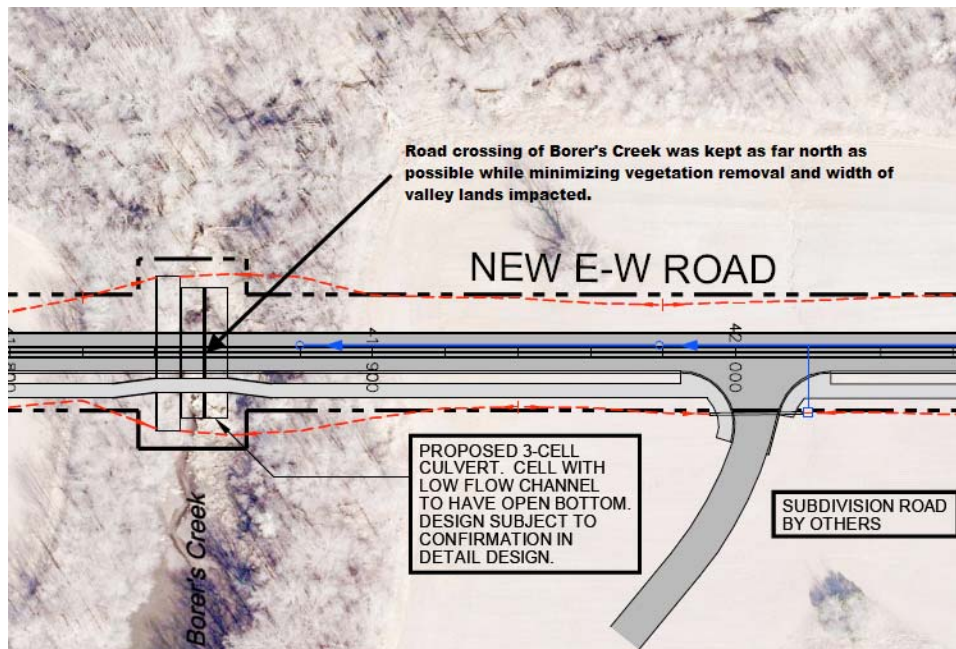 Road crossing of Borer's Creek was kept as far north as
possible while minimizing vegetation removal and width of
valley lands impacted.
NEW E-W ROAD
41
900
42
000
800
PROPOSED 3-CELL
CULVERT. CELL WITH
LOW FLOW CHANNEL
TO HAVE OPEN BOTTOM.
DESIGN SUBJECT TO
CONFIRMATION IN
DETAIL DESIGN.
SUBDIVISION ROAD
BY OTHERS
Borer's Creek